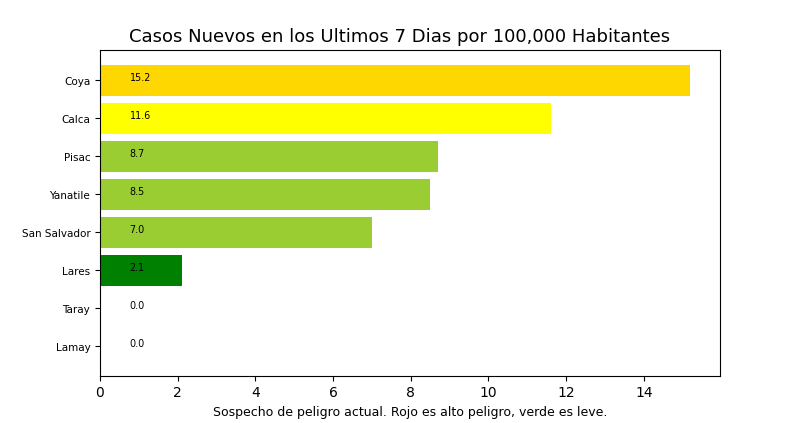 Casos Nuevos en los Ultimos 7 Dias por 100,000 Habitantes
Coya 15.2
Calca 11.6
Pisac 8.7
Yanatile 8.5
San Salvador 7.0
Lares 2.1
Taray 0.0
Lamay 0.0
0 2 4 6 8 10 12 14
Sospecho de peligro actual. Rojo es alto peligro, verde es leve.